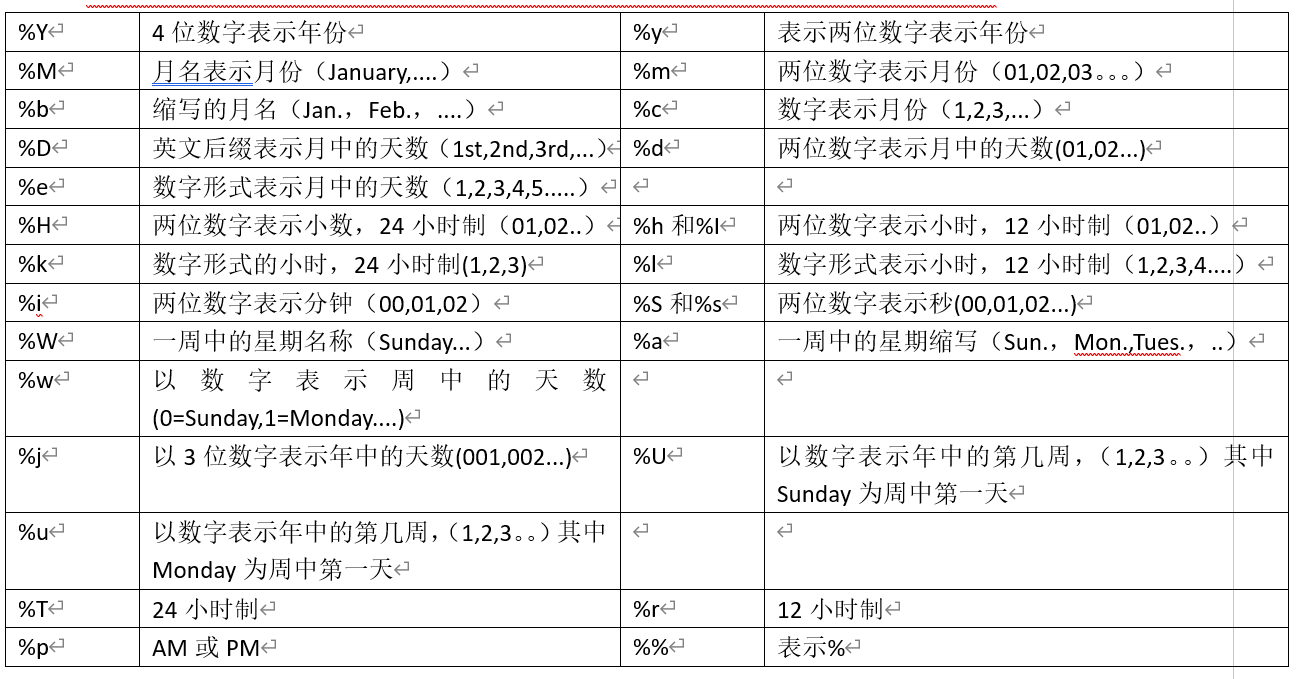 %Y 4 位数字表示年份 %y 表示两位数字表示年份
%M 月名表示月份（January,....） %m 两位数字表示月份（01,02,03。。。）
%b 缩写的月名（Jan.，Feb.，....） %c 数字表示月份（1,2,3,...）
%D 英文后缀表示月中的天数（1st,2nd,3rd,...） %d 两位数字表示月中的天数(01,02...)
%e 数字形式表示月中的天数（1,2,3,4,5.....）
%H 两位数字表示小数，24 小时制（01,02..） %h 和%I 两位数字表示小时，12 小时制（01,02..）
%k 数字形式的小时，24 小时制(1,2,3) %l 数字形式表示小时，12 小时制（1,2,3,4....）
%i 两位数字表示分钟（00,01,02） %S 和%s 两位数字表示秒(00,01,02...)
%W 一周中的星期名称（Sunday...） %a 一周中的星期缩写（Sun.，Mon.,Tues.，..）
%w 以数字表示周中的天数
(0=Sunday,1=Monday....)
%j 以 3 位数字表示年中的天数(001,002...) %U 以数字表示年中的第几周，（1,2,3。。）其中
Sunday 为周中第一天
%u 以数字表示年中的第几周，（1,2,3。。）其中
Monday 为周中第一天
%T 24 小时制 %r 12 小时制
%p AM 或 PM %% 表示%